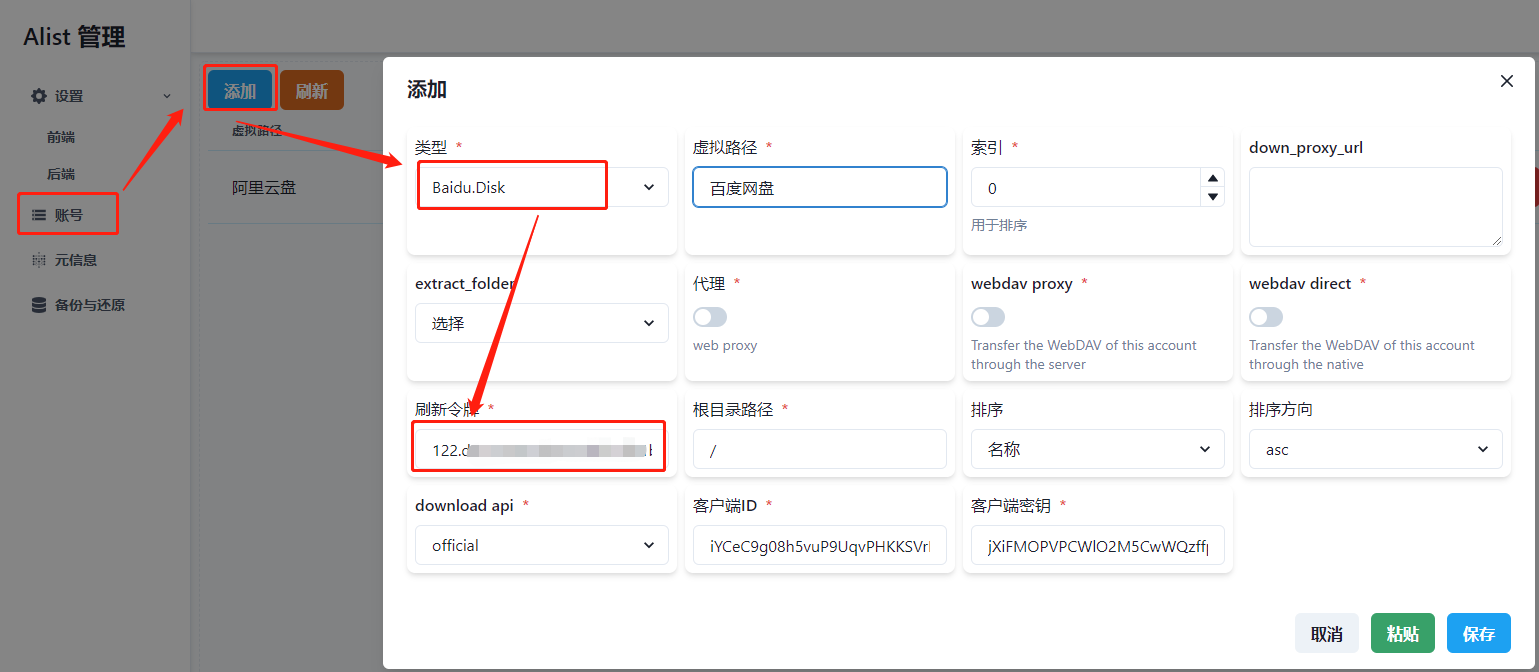 Alist 管理
设置
前端
后端
账号
元信息
备份与还原
添加
刷新
虚拟路径
阿里云盘
添加
类型 *
虚拟路径 *
索引 *
down_proxy_url
Baidu.Disk
百度网盘
0
用于排序
extract_folder
代理 *
webdav proxy *
webdav direct *
选择
web proxy
Transfer the WebDAV of this account
through the server
Transfer the WebDAV of this account
through the native
刷新令牌 *
根目录路径 *
排序
排序方向
122.
/
名称
asc
download api *
客户端ID *
客户端密钥 *
official
iYCeC9g08h5vuP9UqvPHKKSVrI
jXiFMOPVPCWlO2M5CwWQzffp
取消
粘贴
保存